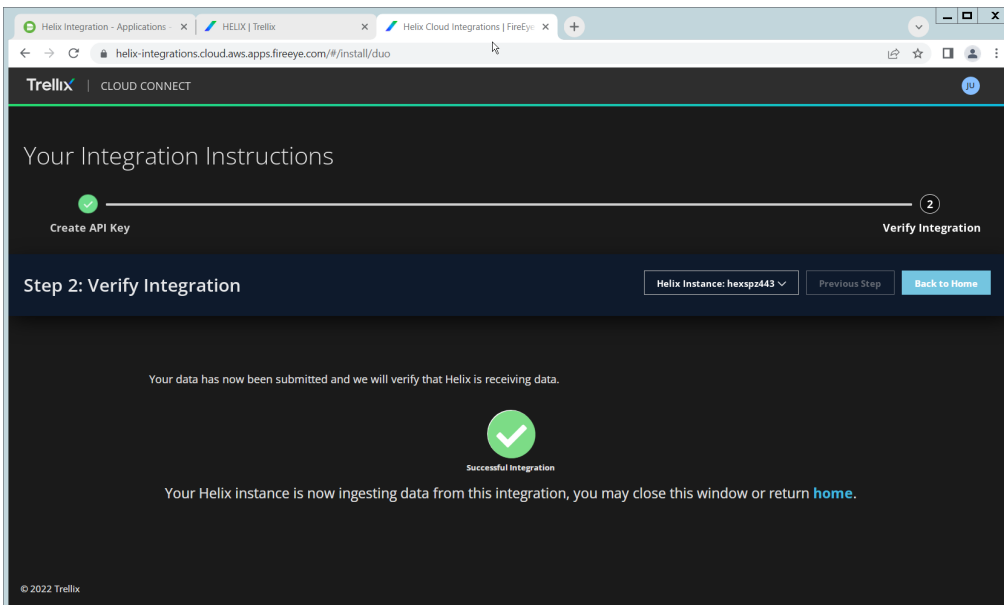 Helix Integration - Applications -
HELIX | Trellix
Helix Cloud Integrations | FireEye
helix-integrations.cloud.aws.apps.fireeye.com/#/install/duo
Trellix | CLOUD CONNECT
JU
Your Integration Instructions
2
Create API Key
Verify Integration
Step 2: Verify Integration
Helix Instance: hexspz443
Previous Step
Back to Home
Your data has now been submitted and we will verify that Helix is receiving data.
Successful Integration
Your Helix instance is now ingesting data from this integration, you may close this window or return home.
© 2022 Trellix